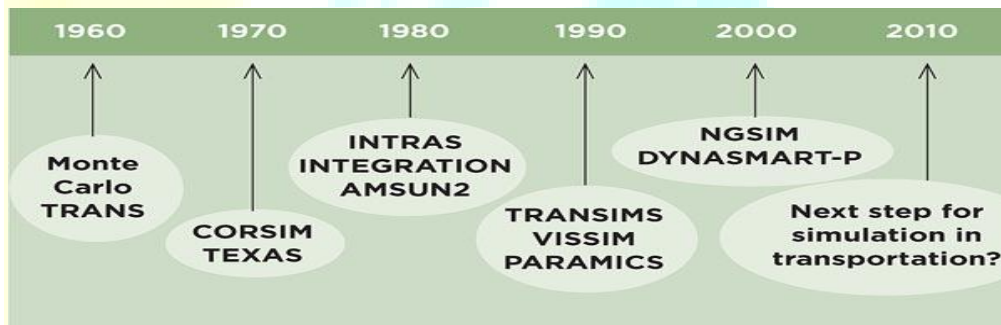 1960 1970 1980 1990 2000 2010
Monte
Carlo
TRANS
CORSIM
TEXAS
INTRAS
INTEGRATION
AMSUN2
TRANSIMS
VISSIM
PARAMICS
NGSIM
DYNASMART-P
Next step for
simulation in
transportation?